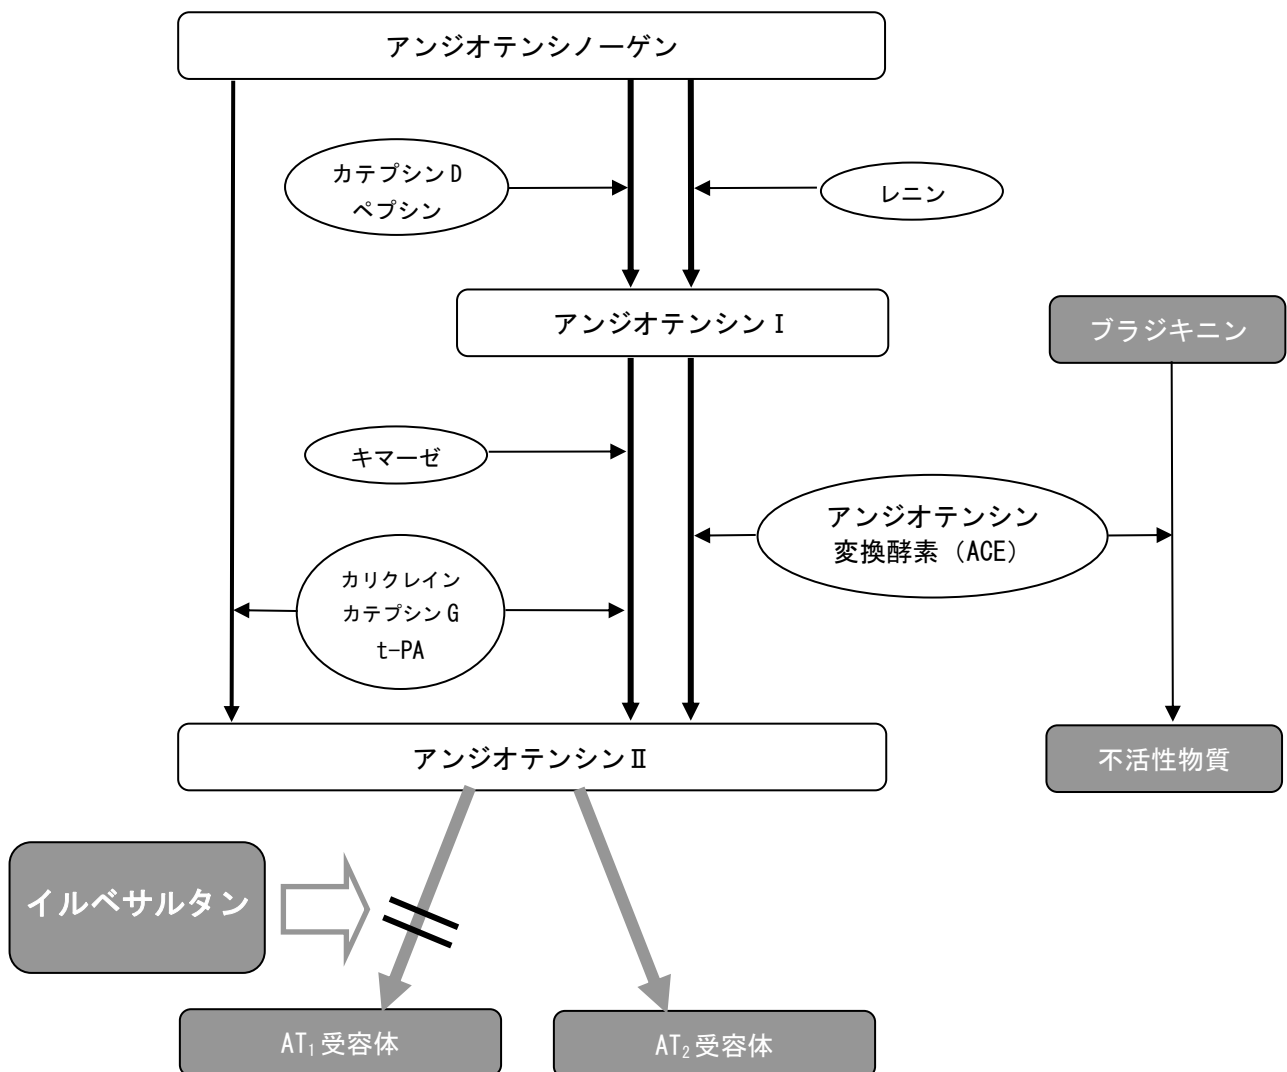 アンジオテンシノーゲン
カテプシン D
ペプシン
レニン
アンジオテンシン I
ブラジキニン
キマーゼ
アンジオテンシン
変換酵素（ACE）
カリクレイン
カテプシン G
t-PA
アンジオテンシンⅡ
不活性物質
イルベサルタン
AT₁受容体
AT₂受容体